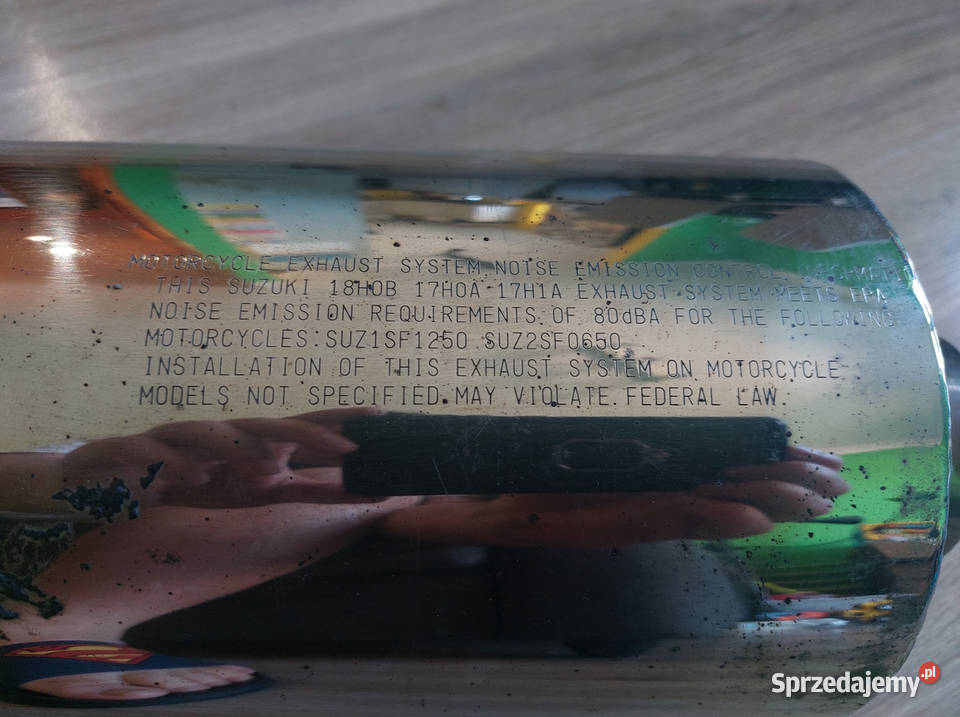 MOTORCYCLE EXHAUST SYSTEM NOISE EMISSION CONTROL INFORMATION
THIS SUZUKI 18H0B 17H0A 17H1A EXHAUST SYSTEM MEETS EPA
NOISE EMISSION REQUIREMENTS OF 80dBA FOR THE FOLLOWING
MOTORCYCLES:SUZ1SF1250 SUZ2SF0650
INSTALLATION OF THIS EXHAUST SYSTEM ON MOTORCYCLE
MODELS NOT SPECIFIED MAY VIOLATE FEDERAL LAW.
Sprzedajemy.pl